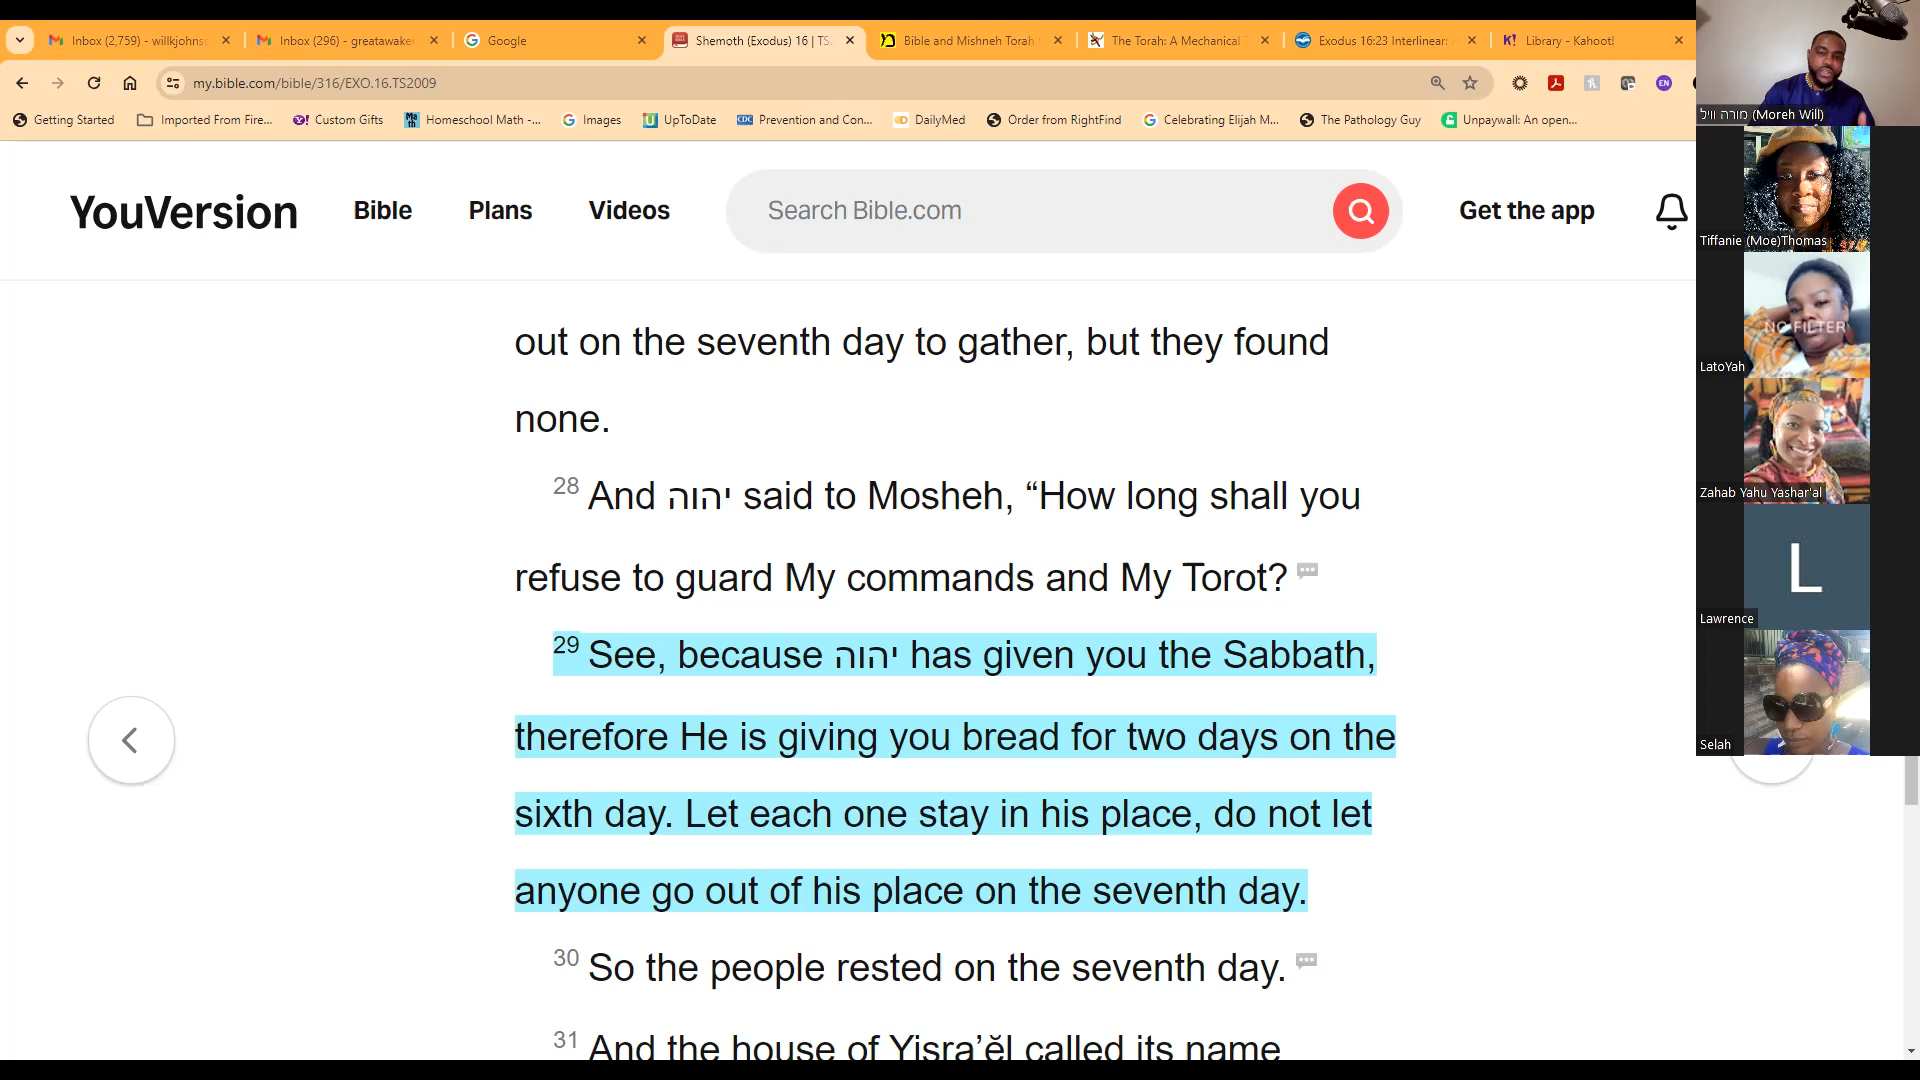 Inbox (2,759) - willkjohns
Inbox (296) - greatawake
Google
Shemoth (Exodus) 16 | TS
Bible and Mishneh Torah
The Torah: A Mechanical
Exodus 16:23 Interlinear:
Library - Kahoot!
my.bible.com/bible/316/EXO.16.TS2009
Getting Started
Imported From Fire...
Custom Gifts
Homeschool Math -...
Images
UpToDate
Prevention and Con...
DailyMed
Order from RightFind
Celebrating Elijah M...
The Pathology Guy
Unpaywall: An open...
YouVersion
Bible
Plans
Videos
Search Bible.com
Get the app
out on the seventh day to gather, but they found
none.
28 And יהוה said to Mosheh, “How long shall you
refuse to guard My commands and My Torot?
29 See, because יהוה has given you the Sabbath,
therefore He is giving you bread for two days on the
sixth day. Let each one stay in his place, do not let
anyone go out of his place on the seventh day.
30 So the people rested on the seventh day.
31 And the house of Yisra’ĕl called its name
מורה וויל (Moreh Will)
Tiffanie (Moe)Thomas
NO FILTER
LatoYah
Zahab Yahu Yashar'al
L
Lawrence
Selah